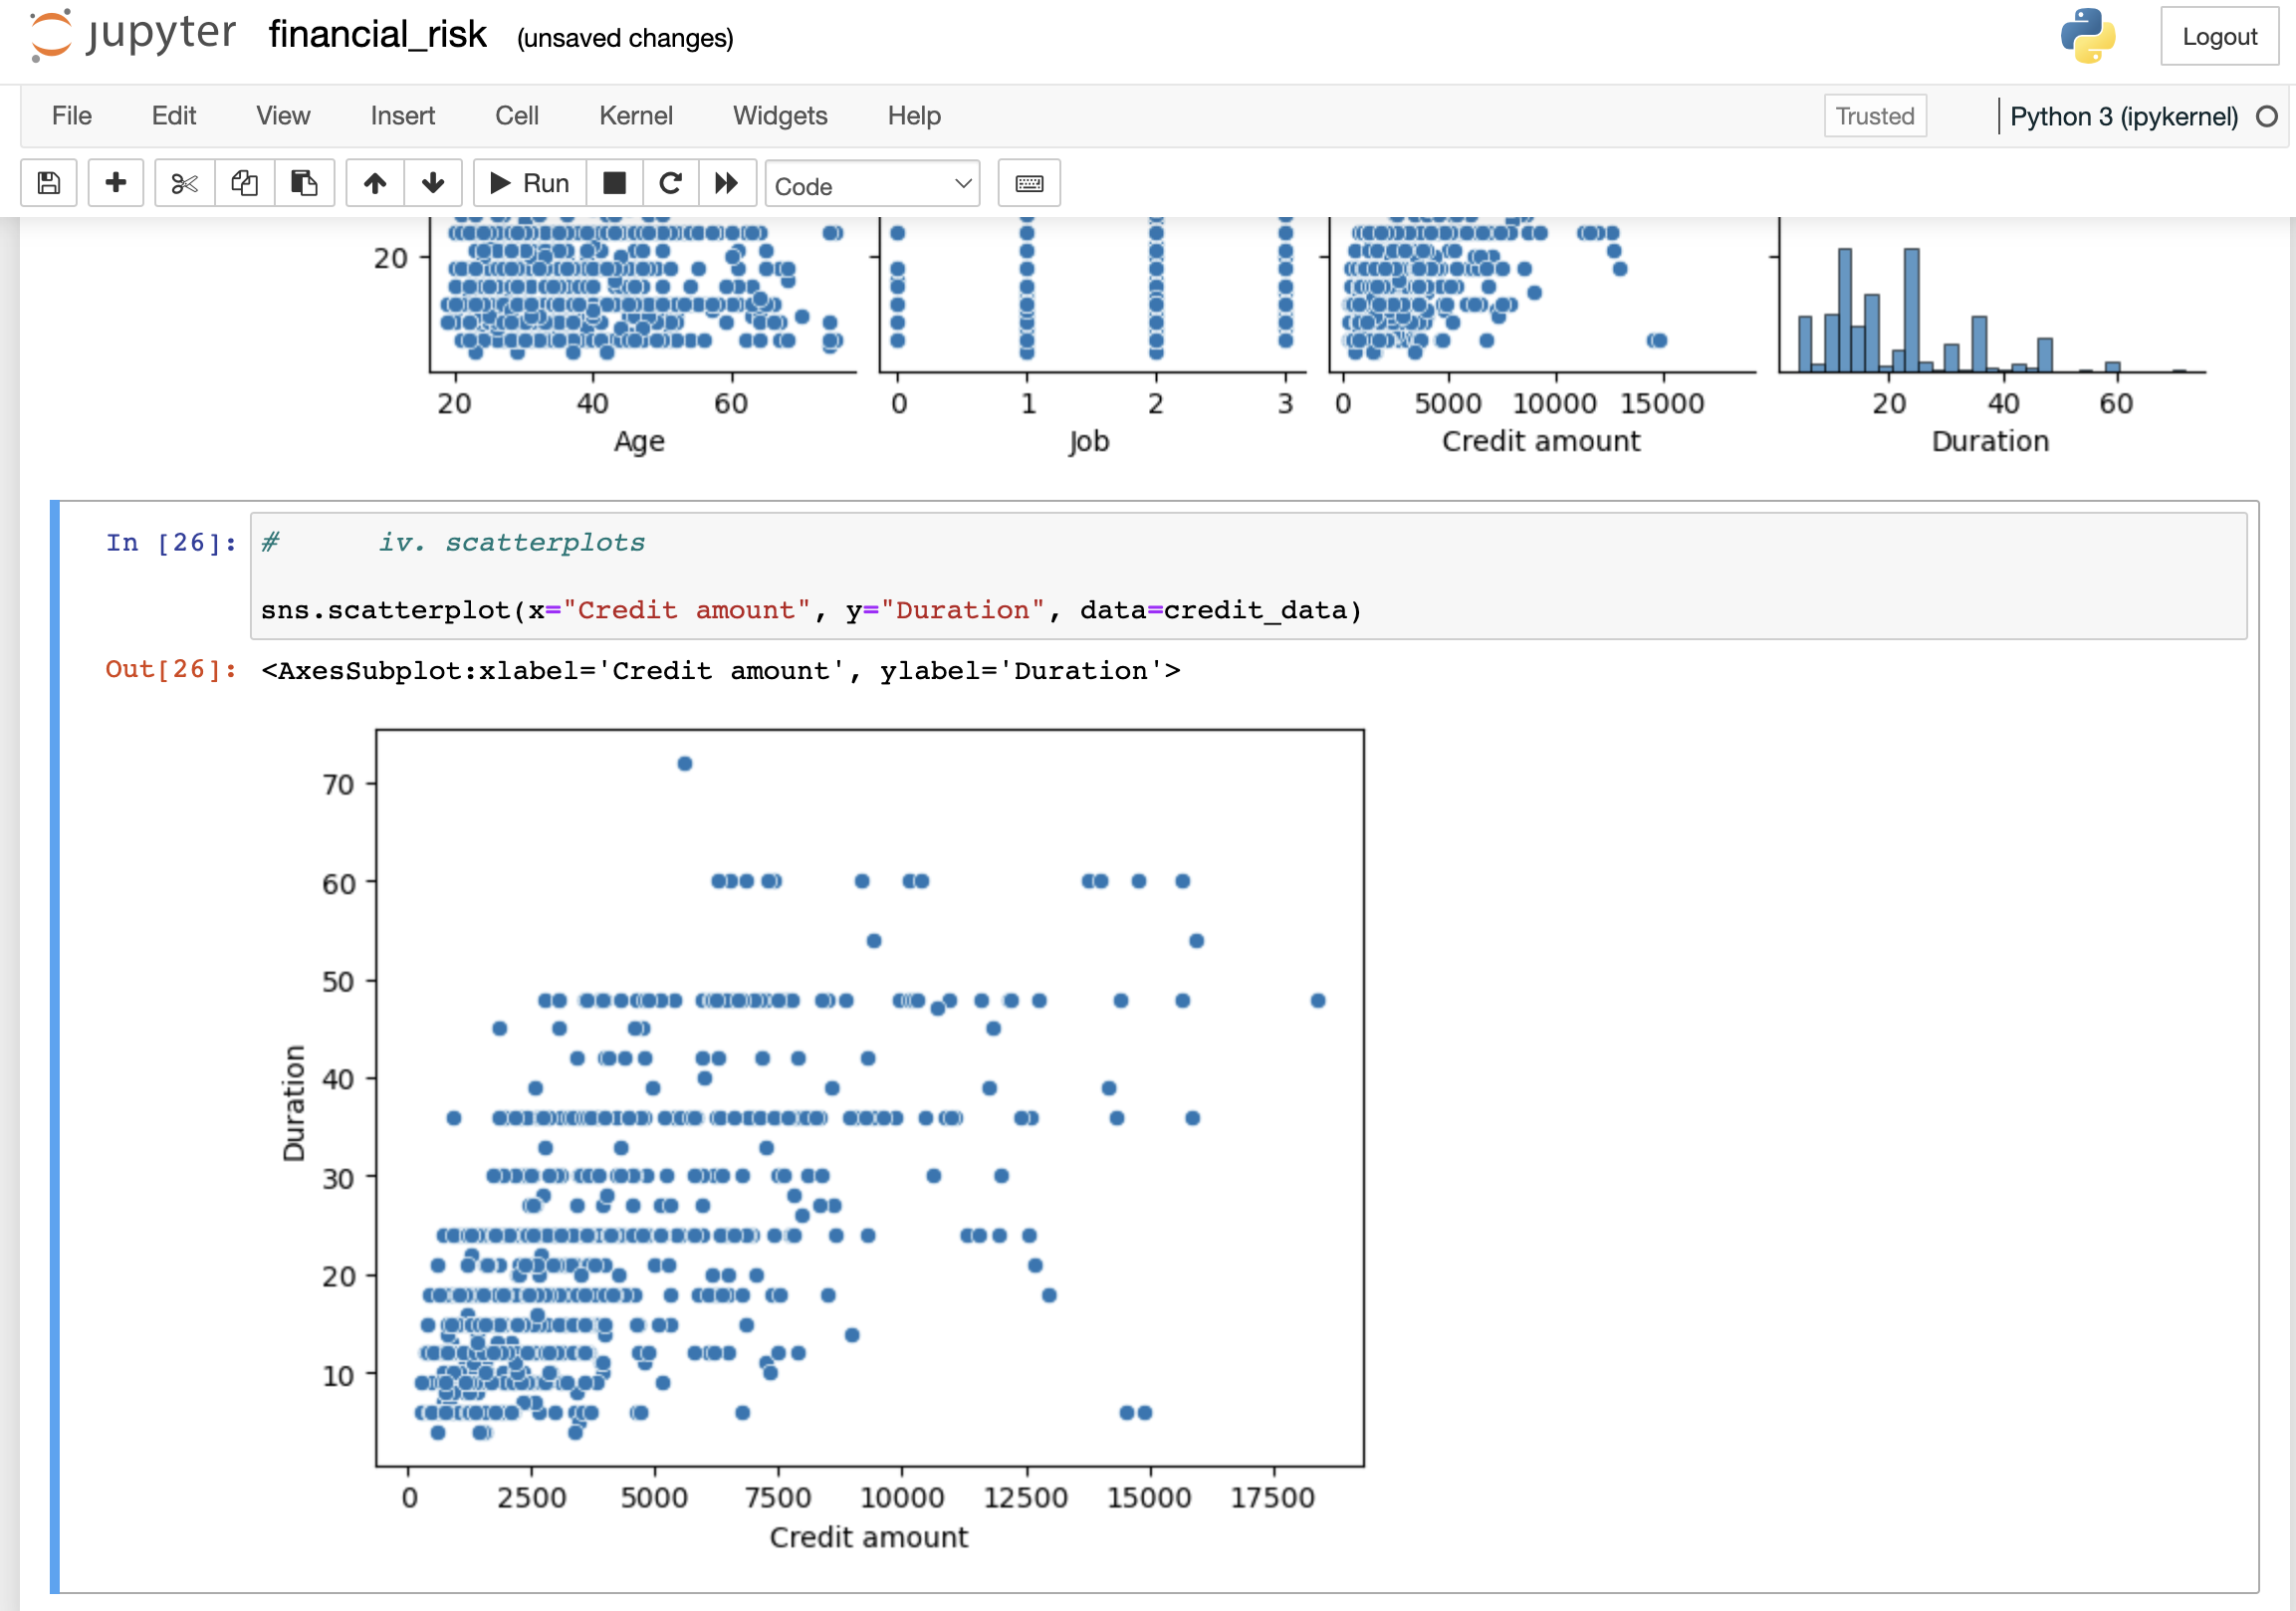 jupyter financial_risk (unsaved changes) Logout
File Edit View Insert Cell Kernel Widgets Help Trusted Python 3 (ipykernel)
Run Code
20
20 40 60 0 1 2 3 0 5000 10000 15000 20 40 60
Age Job Credit amount Duration
In [26]: # iv. scatterplots
sns.scatterplot(x="Credit amount", y="Duration", data=credit_data)
Out[26]: <AxesSubplot:xlabel='Credit amount', ylabel='Duration'>
70
60
50
40
30
20
10
Duration
0 2500 5000 7500 10000 12500 15000 17500
Credit amount